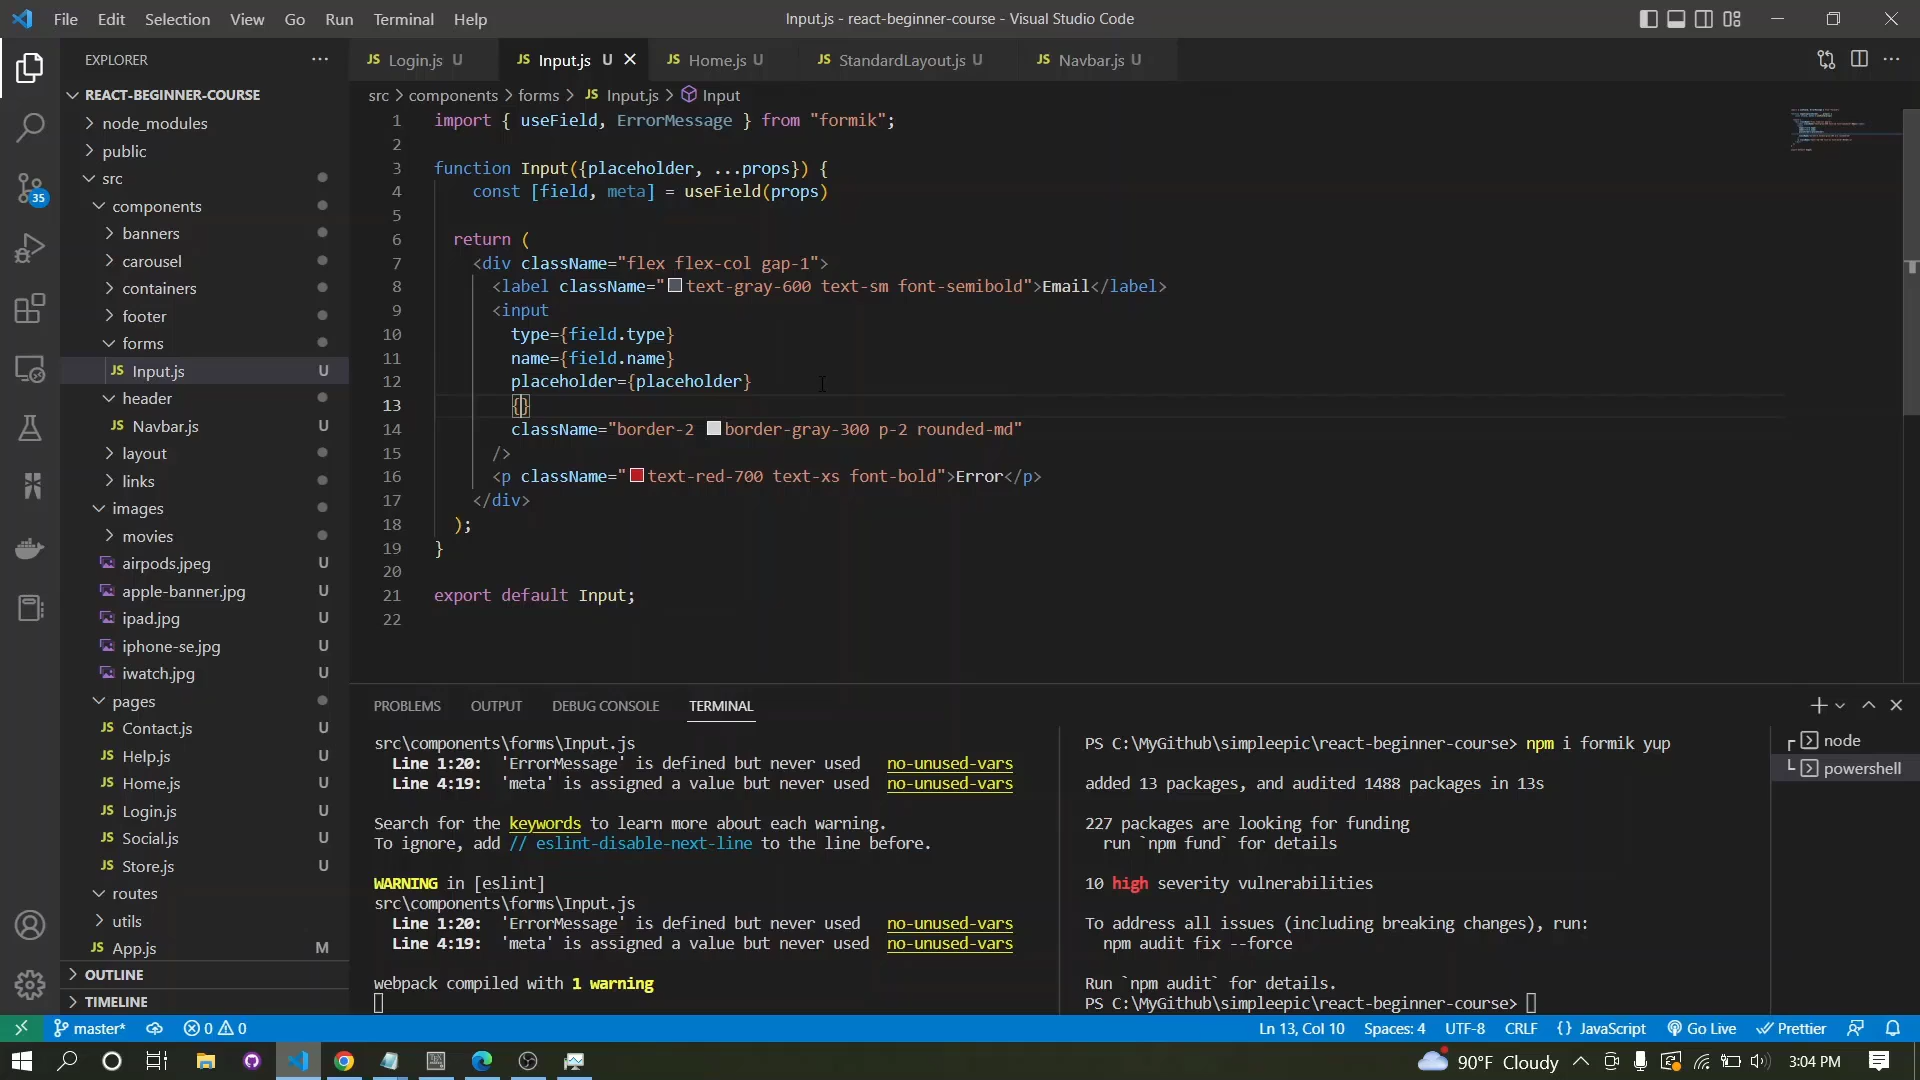 File Edit Selection View Go Run Terminal Help
Input.js - react-beginner-course - Visual Studio Code
EXPLORER
REACT-BEGINNER-COURSE
node_modules
public
src
components
banners
carousel
containers
footer
forms
JS Input.js U
header
JS Navbar.js U
layout
links
images
movies
airpods.jpeg U
apple-banner.jpg U
ipad.jpg U
iphone-se.jpg U
iwatch.jpg U
pages
JS Contact.js U
JS Help.js U
JS Home.js U
JS Login.js U
JS Social.js U
JS Store.js U
routes
utils
JS App.js M
OUTLINE
TIMELINE
35
JS Login.js U JS Input.js U JS Home.js U JS StandardLayout.js U JS Navbar.js U
src > components > forms > JS Input.js > Input
1 import { useField, ErrorMessage } from "formik";
2
3 function Input({placeholder, ...props}) {
4 const [field, meta] = useField(props)
5
6 return (
7 <div className="flex flex-col gap-1">
8 <label className="text-gray-600 text-sm font-semibold">Email</label>
9 <input
10 type={field.type}
11 name={field.name}
12 placeholder={placeholder}
13 {}
14 className="border-2 border-gray-300 p-2 rounded-md"
15 />
16 <p className="text-red-700 text-xs font-bold">Error</p>
17 </div>
18 );
19 }
20
21 export default Input;
22
PROBLEMS OUTPUT DEBUG CONSOLE TERMINAL
src\components\forms\Input.js
Line 1:20: 'ErrorMessage' is defined but never used no-unused-vars
Line 4:19: 'meta' is assigned a value but never used no-unused-vars
Search for the keywords to learn more about each warning.
To ignore, add // eslint-disable-next-line to the line before.
WARNING in [eslint]
src\components\forms\Input.js
Line 1:20: 'ErrorMessage' is defined but never used no-unused-vars
Line 4:19: 'meta' is assigned a value but never used no-unused-vars
webpack compiled with 1 warning
PS C:\MyGithub\simpleepic\react-beginner-course> npm i formik yup
added 13 packages, and audited 1488 packages in 13s
227 packages are looking for funding
run `npm fund` for details
10 high severity vulnerabilities
To address all issues (including breaking changes), run:
npm audit fix --force
Run `npm audit` for details.
PS C:\MyGithub\simpleepic\react-beginner-course>
node
powershell
master* 0 0
Ln 13, Col 10 Spaces: 4 UTF-8 CRLF {} JavaScript Go Live Prettier
90°F Cloudy 3:04 PM